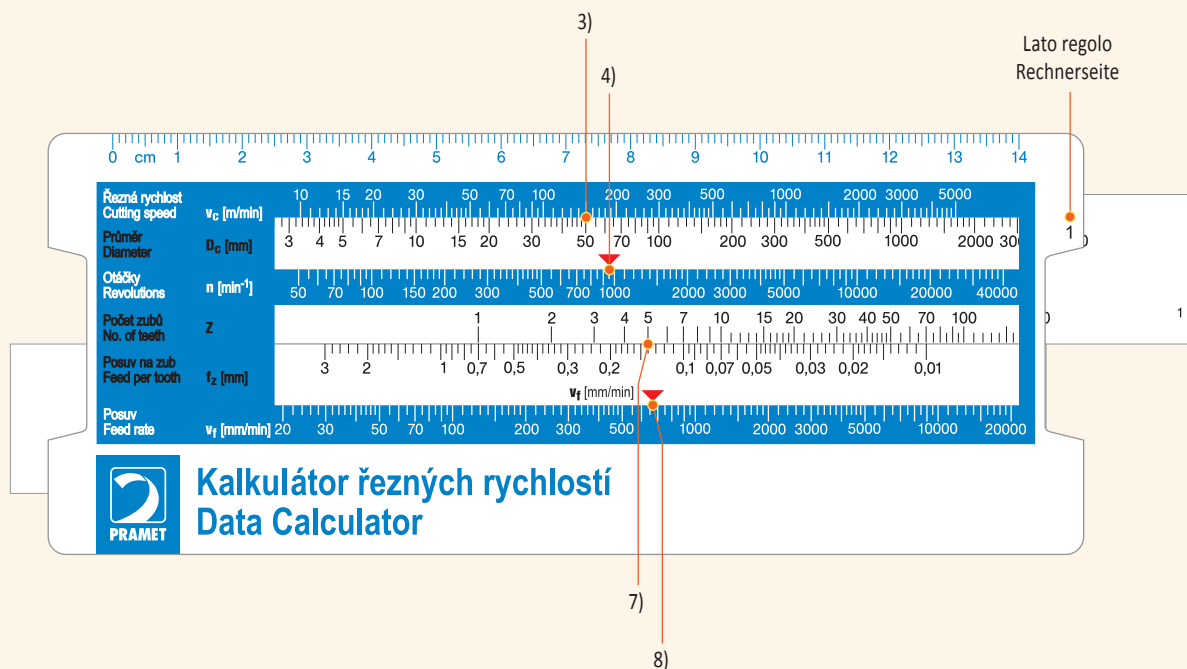 3)
4)
Lato regolo
Rechnerseite
0 cm 1 2 3 4 5 6 7 8 9 10 11 12 13 14
Řezná rychlost
Cutting speed vc [m/min] 10 15 20 30 50 70 100 200 300 500 1000 2000 3000 5000
Průměr
Diameter Dc [mm] 3 4 5 7 10 15 20 30 50 70 100 200 300 500 1000 2000 1
Otáčky
Revolutions n [min-1] 50 70 100 150 200 300 500 700 1000 2000 3000 5000 10000 20000 40000
Počet zubů
No. of teeth Z 1 2 3 4 5 7 10 15 20 30 40 50 70 100 1
Posuv na zub
Feed per tooth fz [mm] 3 2 1 0,7 0,5 0,3 0,2 0,1 0,07 0,05 0,03 0,02 0,01
vf [mm/min]
Posuv
Feed rate vf [mm/min] 20 30 50 70 100 200 300 500 1000 2000 3000 5000 10000 20000
PRAMET
Kalkulátor řezných rychlostí
Data Calculator
7)
8)